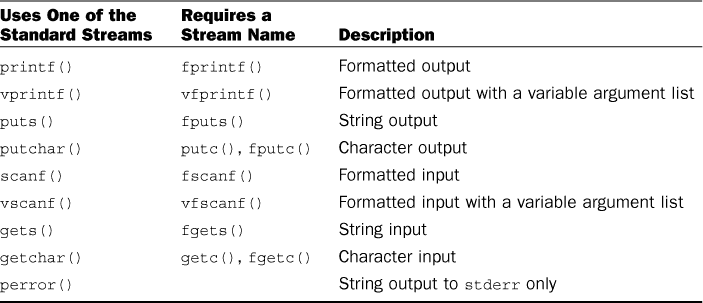 Uses One of the Requires a
Standard Streams Stream Name Description
printf() fprintf() Formatted output
vprintf() vfprintf() Formatted output with a variable argument list
puts() fputs() String output
putchar() putc(), fputc() Character output
scanf() fscanf() Formatted input
vscanf() vfscanf() Formatted input with a variable argument list
gets() fgets() String input
getchar() getc(), fgetc() Character input
perror() String output to stderr only